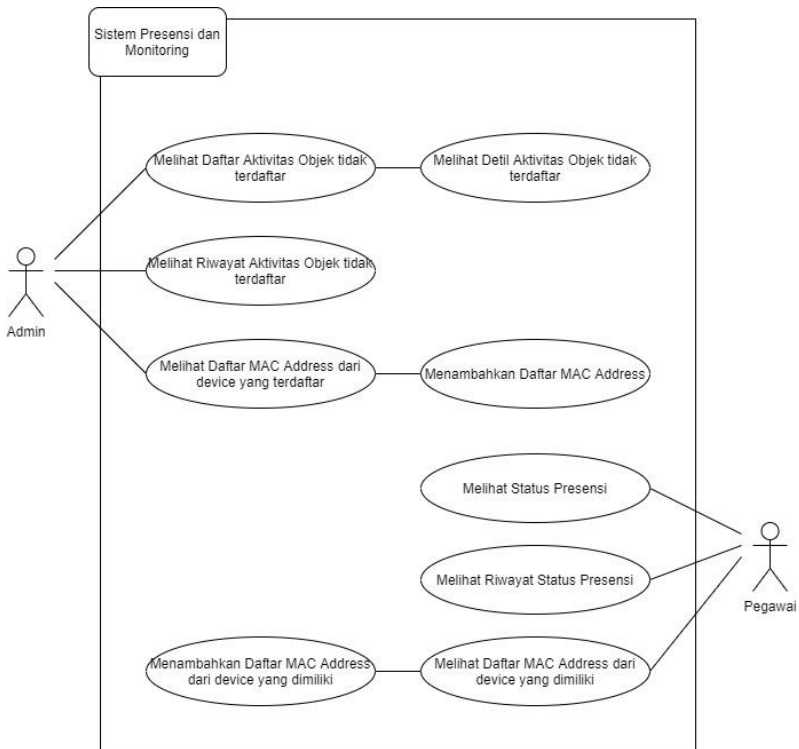 Sistem Presensi dan
Monitoring
Melihat Daftar Aktivitas Objek tidak
terdaftar
Melihat Detil Aktivitas Objek tidak
terdaftar
Melihat Riwayat Aktivitas Objek tidak
terdaftar
Admin
Melihat Daftar MAC Address dari
device yang terdaftar
Menambahkan Daftar MAC Address
Melihat Status Presensi
Melihat Riwayat Status Presensi
Pegawai
Menambahkan Daftar MAC Address
dari device yang dimiliki
Melihat Daftar MAC Address dari
device yang dimiliki